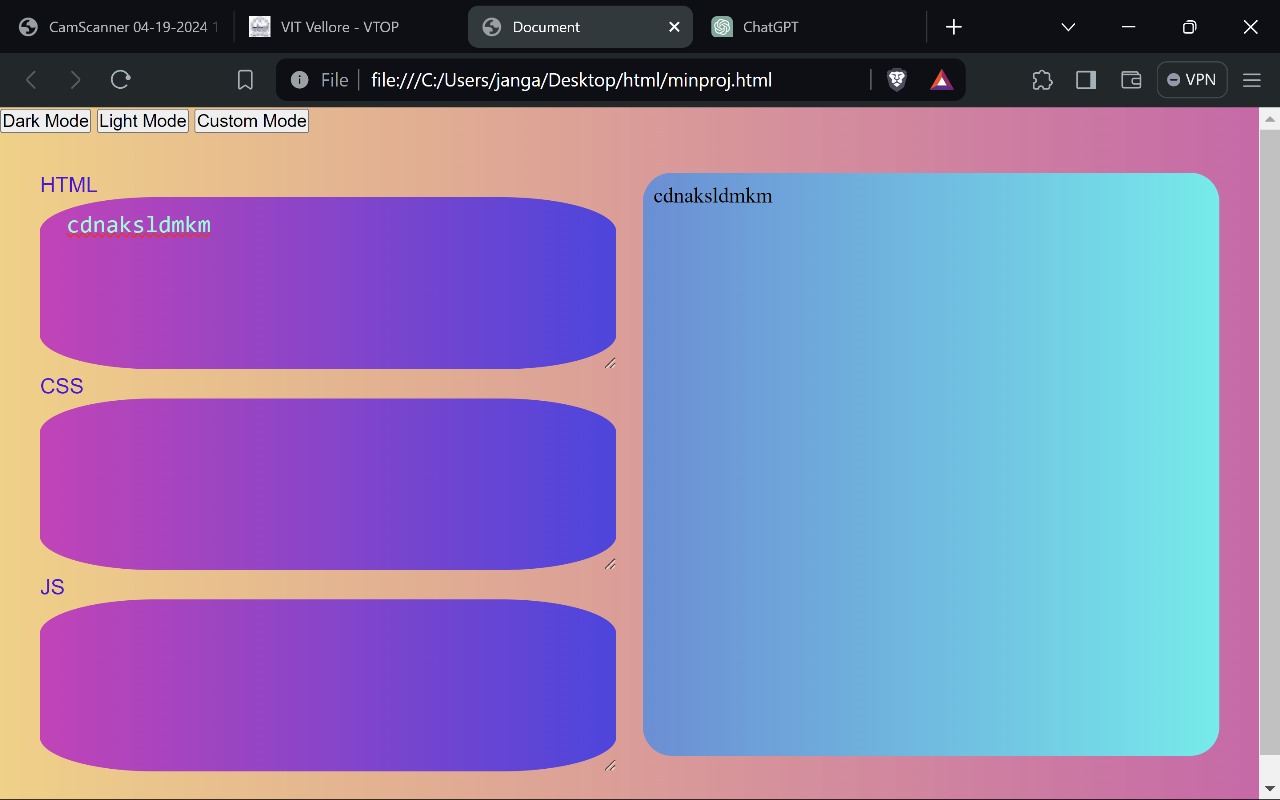 CamScanner 04-19-2024 1
VIT Vellore - VTOP
Document
ChatGPT
File
file:///C:/Users/janga/Desktop/html/minproj.html
VPN
Dark Mode Light Mode Custom Mode
HTML
cdnaksldmkm
cdnaksldmkm
CSS
JS